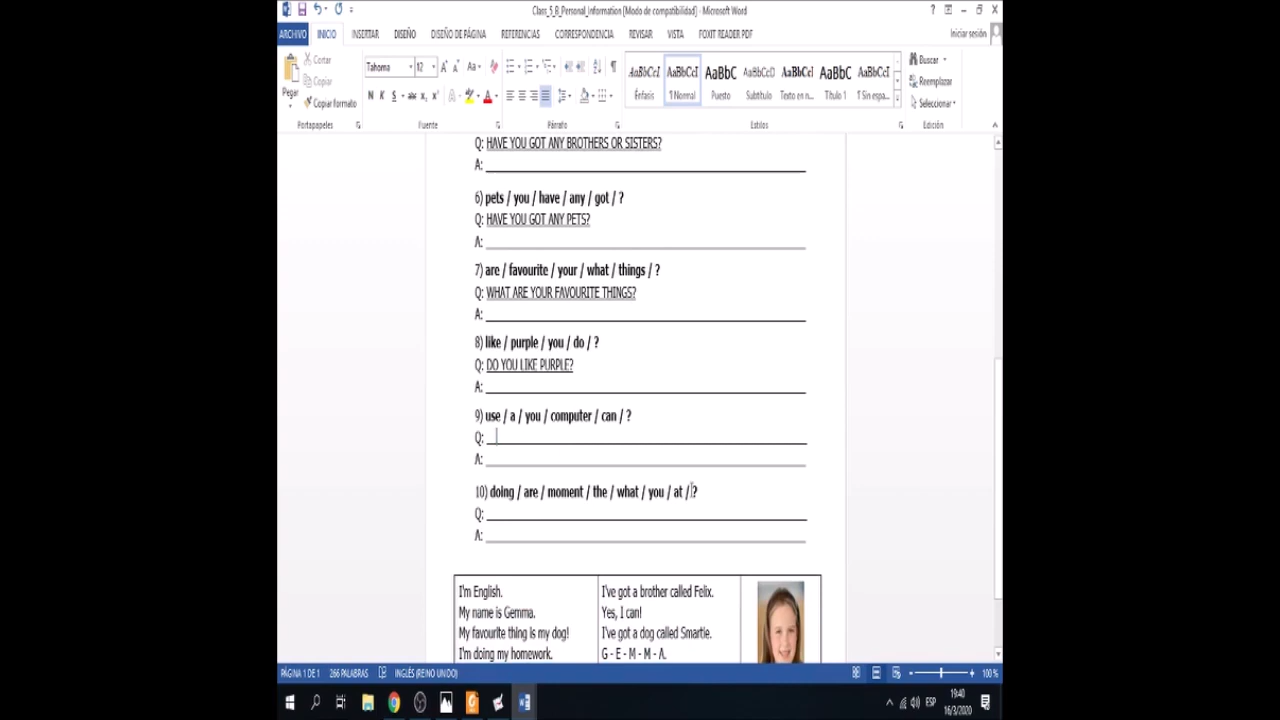 Class_5_B_Personal_Information [Modo de compatibilidad] - Microsoft Word
ARCHIVO INICIO INSERTAR DISEÑO DISEÑO DE PÁGINA REFERENCIAS CORRESPONDENCIA REVISAR VISTA FOXIT READER PDF Iniciar sesión
Pegar
Cortar
Copiar
Copiar formato
Portapapeles
Tahoma 12
Fuente
Párrafo
AaBbCcI AaBbCcI AaBbC AaBbCcD AaBbCcI AaBbC AaBbCcI
Énfasis ¶ Normal Puesto Subtítulo Texto en n... Título 1 ¶ Sin espa...
Estilos
Buscar
Reemplazar
Seleccionar
Edición
Q: HAVE YOU GOT ANY BROTHERS OR SISTERS?
A:
6) pets / you / have / any / got / ?
Q: HAVE YOU GOT ANY PETS?
A:
7) are / favourite / your / what / things / ?
Q: WHAT ARE YOUR FAVOURITE THINGS?
A:
8) like / purple / you / do / ?
Q: DO YOU LIKE PURPLE?
A:
9) use / a / you / computer / can / ?
Q:
A:
10) doing / are / moment / the / what / you / at / ?
Q:
A:
I'm English.
My name is Gemma.
My favourite thing is my dog!
I'm doing my homework.
I've got a brother called Felix.
Yes, I can!
I've got a dog called Smartie.
G - E - M - M - A.
PÁGINA 1 DE 1 266 PALABRAS INGLÉS (REINO UNIDO) 100 %
ESP
19:40
16/3/2020